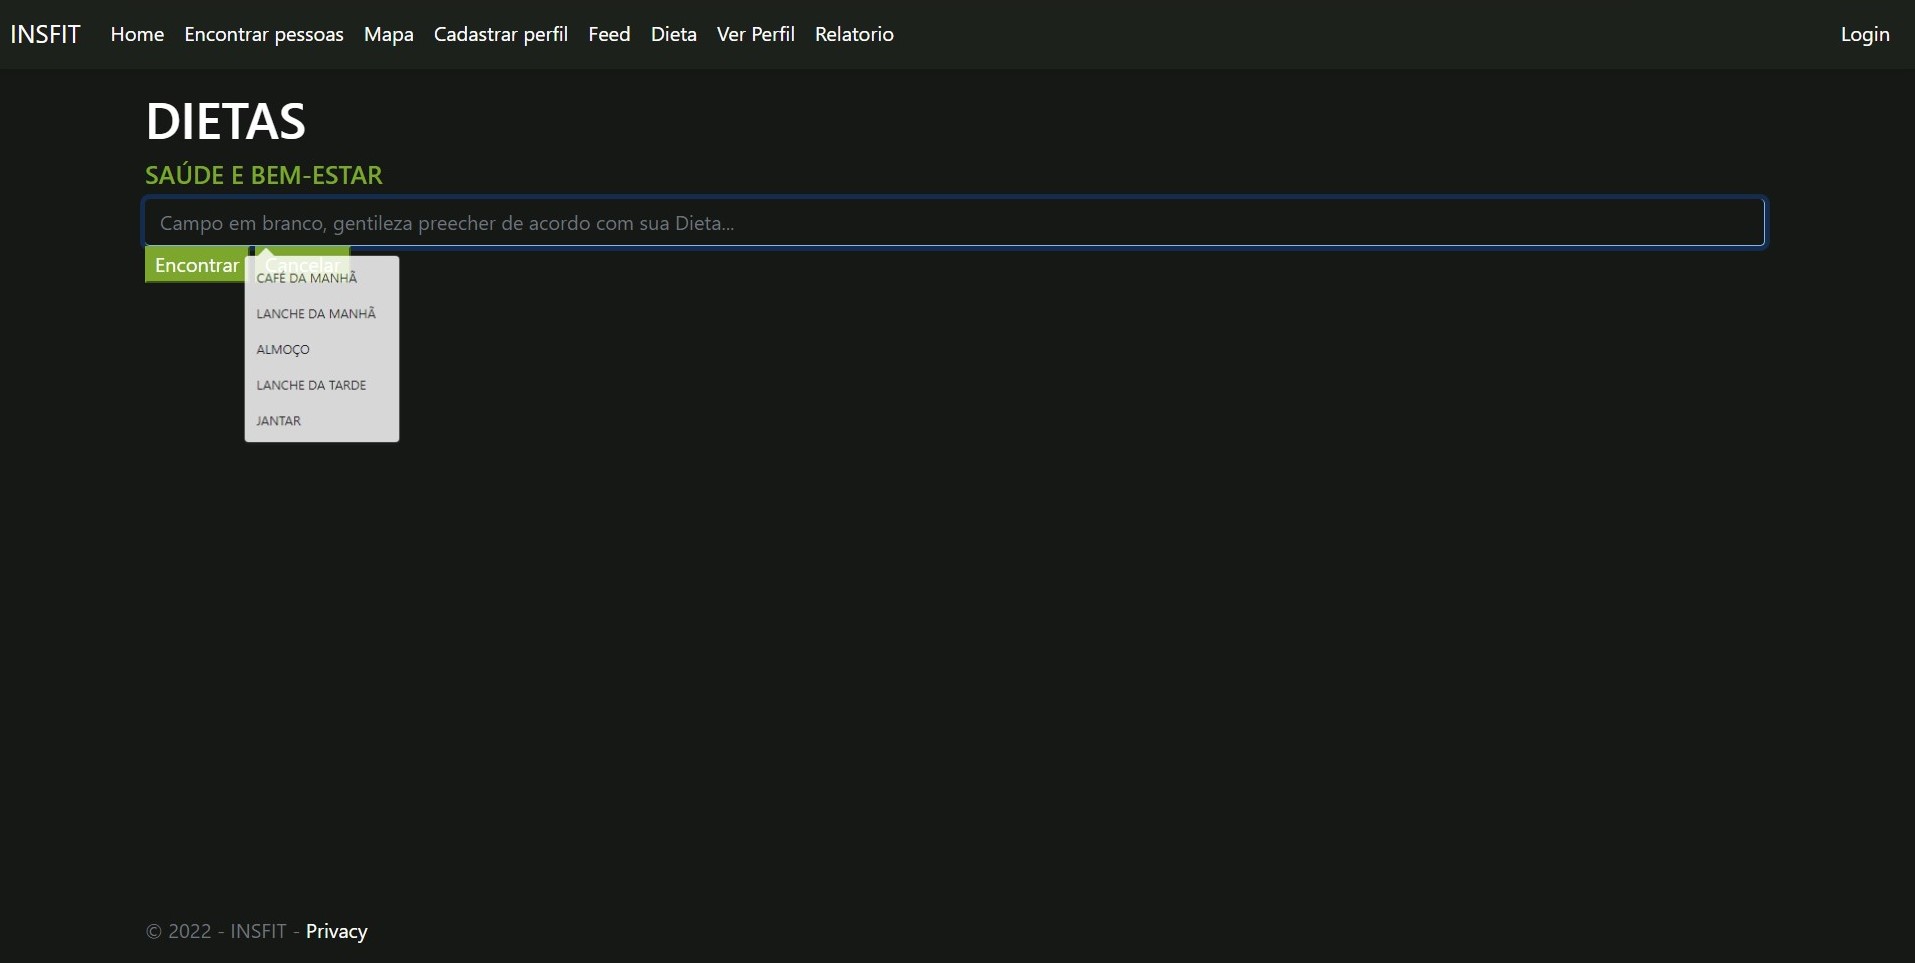 INSFIT Home Encontrar pessoas Mapa Cadastrar perfil Feed Dieta Ver Perfil Relatorio Login
DIETAS
SAÚDE E BEM-ESTAR
Campo em branco, gentileza preecher de acordo com sua Dieta...
Encontrar Cancelar
CAFÉ DA MANHÃ
LANCHE DA MANHÃ
ALMOÇO
LANCHE DA TARDE
JANTAR
© 2022 - INSFIT - Privacy